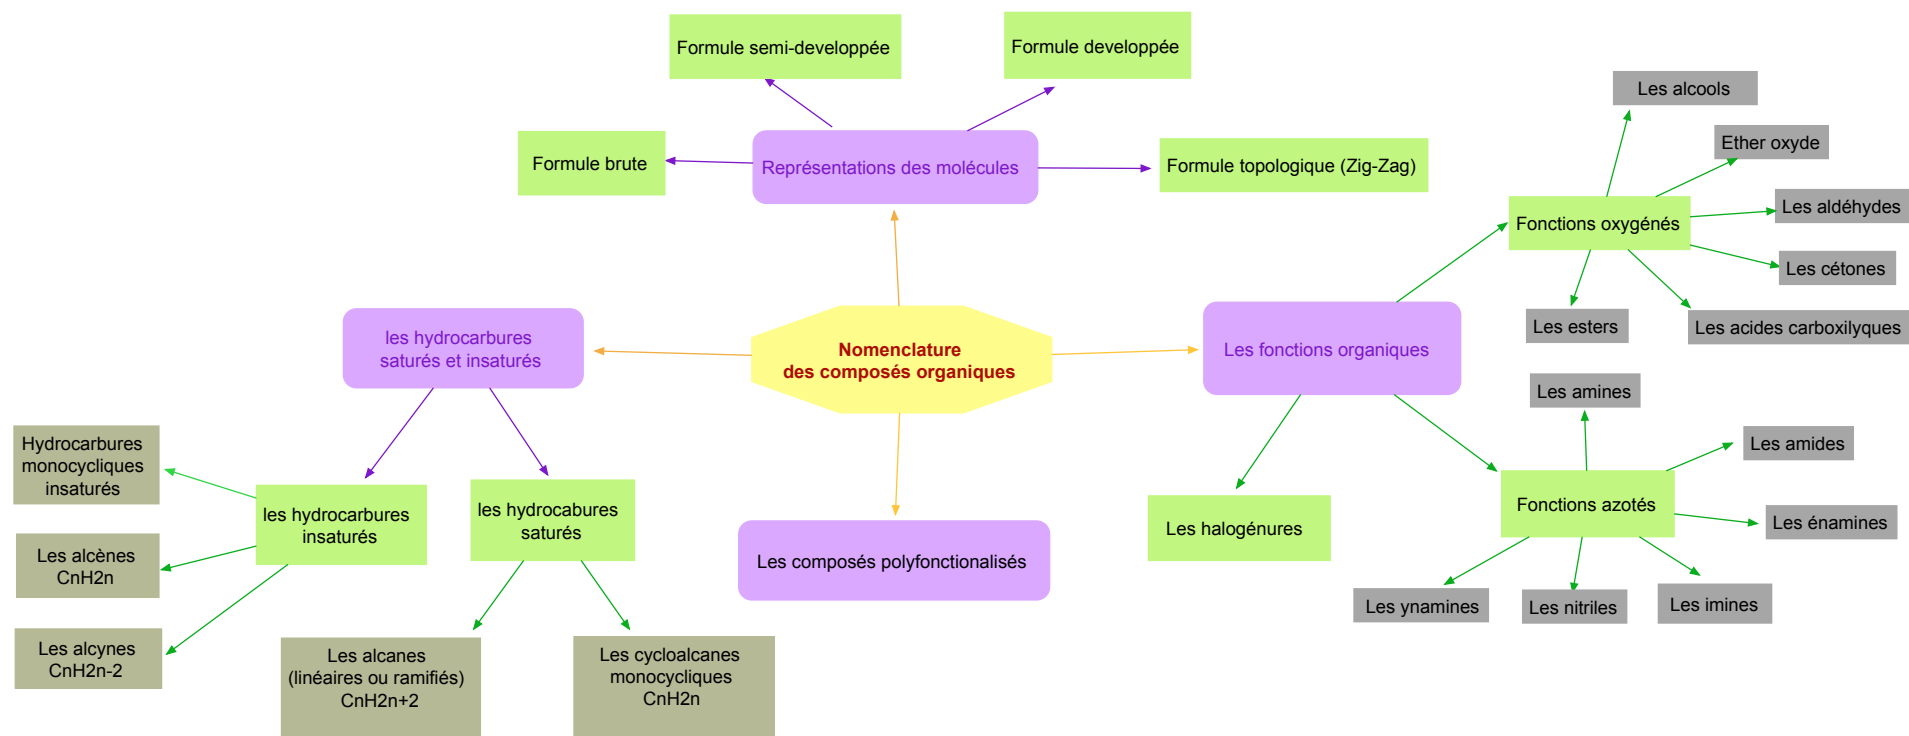 Formule semi-developpée
Formule developpée
Formule brute
Représentations des molécules
Formule topologique (Zig-Zag)
Les alcools
Ether oxyde
Les aldéhydes
Fonctions oxygénés
Les cétones
Les esters
Les acides carboxilyques
les hydrocarbures
saturés et insaturés
Nomenclature
des composés organiques
Les fonctions organiques
Les amines
Les amides
Fonctions azotés
Les énamines
Les halogénures
Les ynamines
Les nitriles
Les imines
Hydrocarbures
monocycliques
insaturés
les hydrocarbures
insaturés
les hydrocabures
saturés
Les composés polyfonctionalisés
Les alcènes
CnH2n
Les alcynes
CnH2n-2
Les alcanes
(linéaires ou ramifiés)
CnH2n+2
Les cycloalcanes
monocycliques
CnH2n